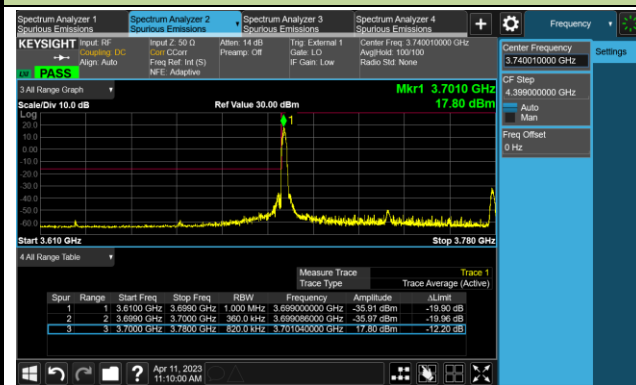 Spectrum Analyzer 1
Spurious Emissions
Spectrum Analyzer 2
Spurious Emissions
Spectrum Analyzer 3
Spurious Emissions
Spectrum Analyzer 4
Spurious Emissions
+
Frequency
KEYSIGHT
Input: RF
Coupling: DC
Align: Auto
Input Z: 50 Ω
Corr CCorr
Freq Ref: Int (S)
NFE: Adaptive
Atten: 14 dB
Preamp: Off
Trig: External 1
Gate: LO
IF Gain: Low
Center Freq: 3.740010000 GHz
Avg|Hold: 100/100
Radio Std: None
PASS
Center Frequency
3.740010000 GHz
Settings
CF Step
4.399000000 GHz
Auto
Man
Freq Offset
0 Hz
3 All Range Graph
Mkr1 3.7010 GHz
Scale/Div 10.0 dB
Ref Value 30.00 dBm
17.80 dBm
Log
1
20.0
10.0
0.00
-10.0
-20.0
-30.0
-40.0
-50.0
-60.0
Start 3.610 GHz
Stop 3.780 GHz
4 All Range Table
Measure Trace Trace 1
Trace Type Trace Average (Active)
Spur Range Start Freq Stop Freq RBW Frequency Amplitude ΔLimit
1 1 3.6100 GHz 3.6990 GHz 1.000 MHz 3.699000000 GHz -35.91 dBm -19.90 dB
2 2 3.6990 GHz 3.7000 GHz 360.0 kHz 3.699086000 GHz -35.97 dBm -19.96 dB
3 3 3.7000 GHz 3.7800 GHz 820.0 kHz 3.701040000 GHz 17.80 dBm -12.20 dB
?
Apr 11, 2023
11:10:00 AM